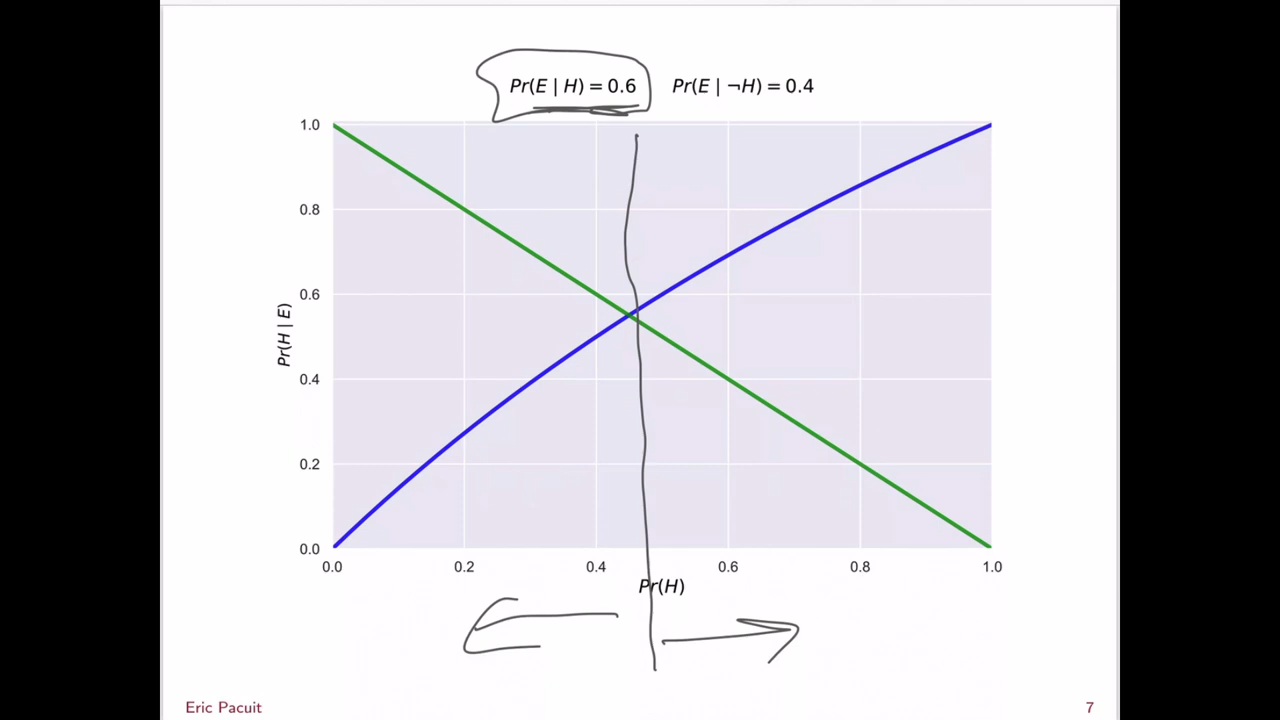 Pr(E | H) = 0.6 Pr(E | ¬H) = 0.4
1.0
0.8
0.6
0.4
0.2
0.0
Pr(H | E)
0.0 0.2 0.4 0.6 0.8 1.0
Pr(H)
Eric Pacuit 7